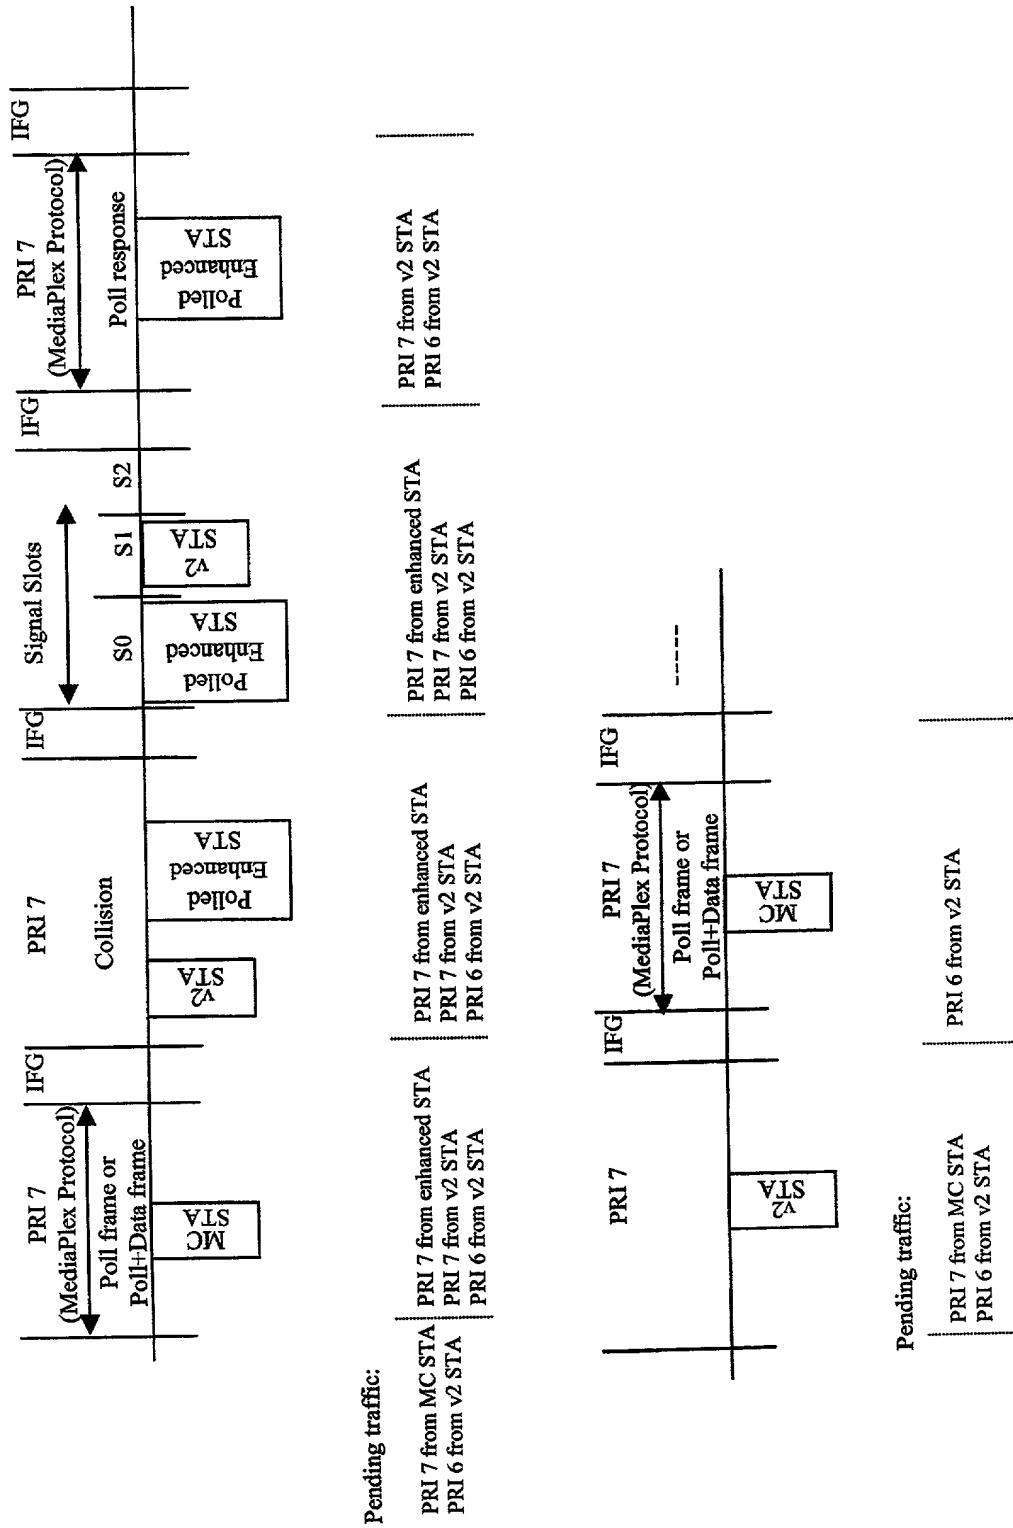 PRI 7
(MediaPlex Protocol)
Poll frame or
Poll+Data frame
MC
STA
IFG
PRI 7
Collision
v2
STA
Polled
Enhanced
STA
IFG
Signal Slots
S0
S1
S2
Polled
Enhanced
STA
v2
STA
IFG
PRI 7
(MediaPlex Protocol)
Poll response
Polled
Enhanced
STA
IFG
Pending traffic:
PRI 7 from MC STA
PRI 6 from v2 STA
PRI 7 from enhanced STA
PRI 7 from v2 STA
PRI 6 from v2 STA
PRI 7 from enhanced STA
PRI 7 from v2 STA
PRI 6 from v2 STA
PRI 7 from enhanced STA
PRI 7 from v2 STA
PRI 6 from v2 STA
PRI 7 from v2 STA
PRI 6 from v2 STA
PRI 7
v2
STA
IFG
PRI 7
(MediaPlex Protocol)
Poll frame or
Poll+Data frame
MC
STA
IFG
-----
Pending traffic:
PRI 7 from MC STA
PRI 6 from v2 STA
PRI 6 from v2 STA